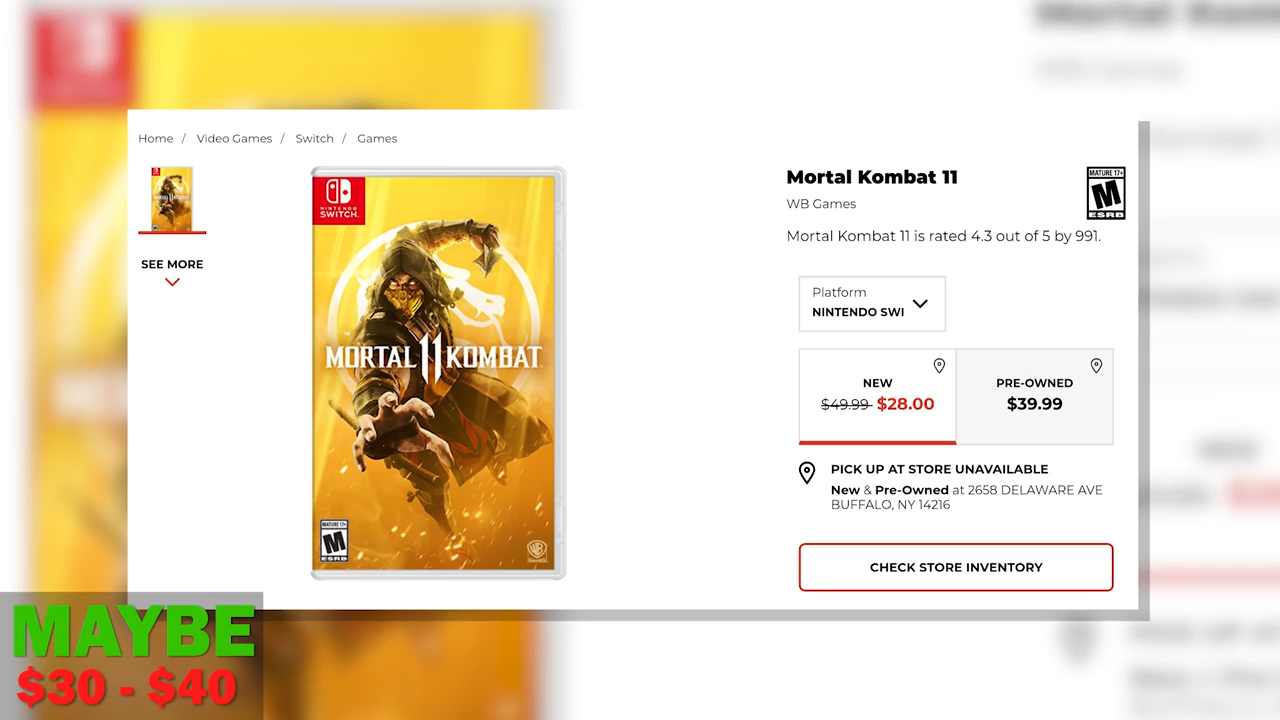 Home / Video Games / Switch / Games
SEE MORE
NINTENDO
SWITCH
MORTAL 11 KOMBAT
MATURE 17+
M
ESRB
WB
Mortal Kombat 11
WB Games
Mortal Kombat 11 is rated 4.3 out of 5 by 991.
MATURE 17+
M
ESRB
Platform
NINTENDO SWI
NEW
$49.99 $28.00
PRE-OWNED
$39.99
PICK UP AT STORE UNAVAILABLE
New & Pre-Owned at 2658 DELAWARE AVE
BUFFALO, NY 14216
CHECK STORE INVENTORY
MAYBE
$30 - $40